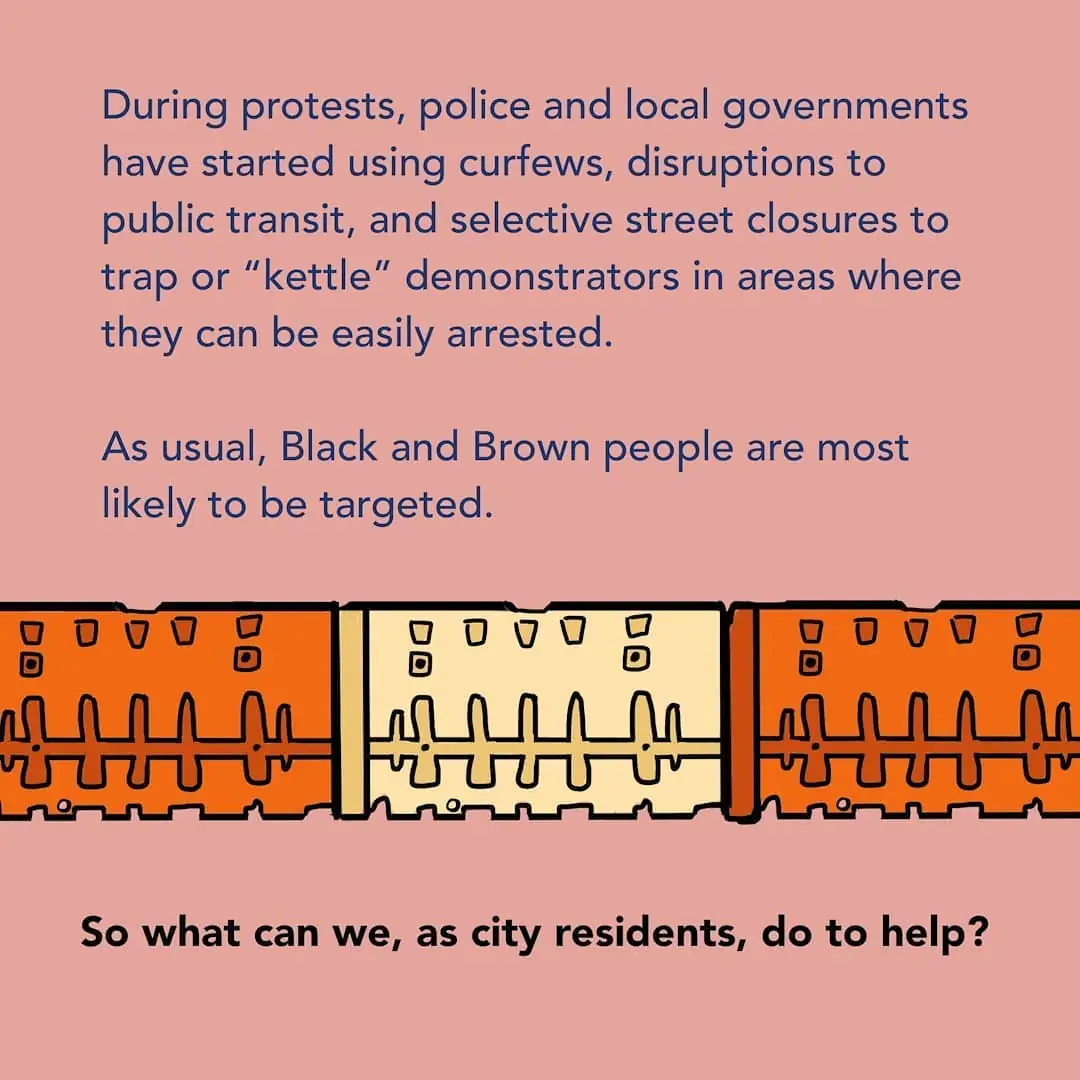 During protests, police and local governments
have started using curfews, disruptions to
public transit, and selective street closures to
trap or “kettle” demonstrators in areas where
they can be easily arrested.
As usual, Black and Brown people are most
likely to be targeted.
So what can we, as city residents, do to help?